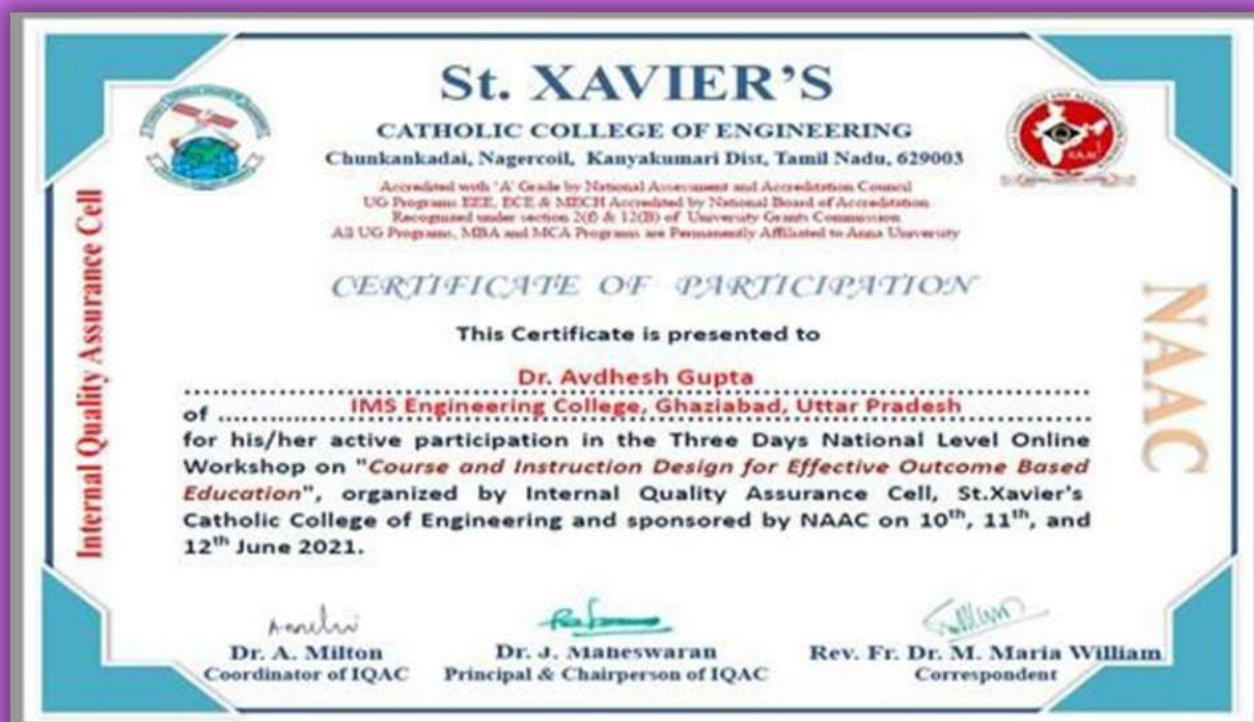 St. XAVIER'S
CATHOLIC COLLEGE OF ENGINEERING
Chunkankadai, Nagercoil, Kanyakumari Dist, Tamil Nadu, 629003
Accredited with 'A' Grade by National Assessment and Accreditation Council
UG Programs EEE, ECE & MECH Accredited by National Board of Accreditation
Recognized under section 2(f) & 12(B) of University Grants Commission
All UG Programs, MBA and MCA Programs are Permanently Affiliated to Anna University
Internal Quality Assurance Cell
NAAC
NAAC
CERTIFICATE OF PARTICIPATION
This Certificate is presented to
Dr. Avdhesh Gupta
of .............IMS Engineering College, Ghaziabad, Uttar Pradesh
for his/her active participation in the Three Days National Level Online
Workshop on "Course and Instruction Design for Effective Outcome Based
Education", organized by Internal Quality Assurance Cell, St.Xavier's
Catholic College of Engineering and sponsored by NAAC on 10th, 11th, and
12th June 2021.
Dr. A. Milton
Coordinator of IQAC
Dr. J. Maheswaran
Principal & Chairperson of IQAC
Rev. Fr. Dr. M. Maria William
Correspondent